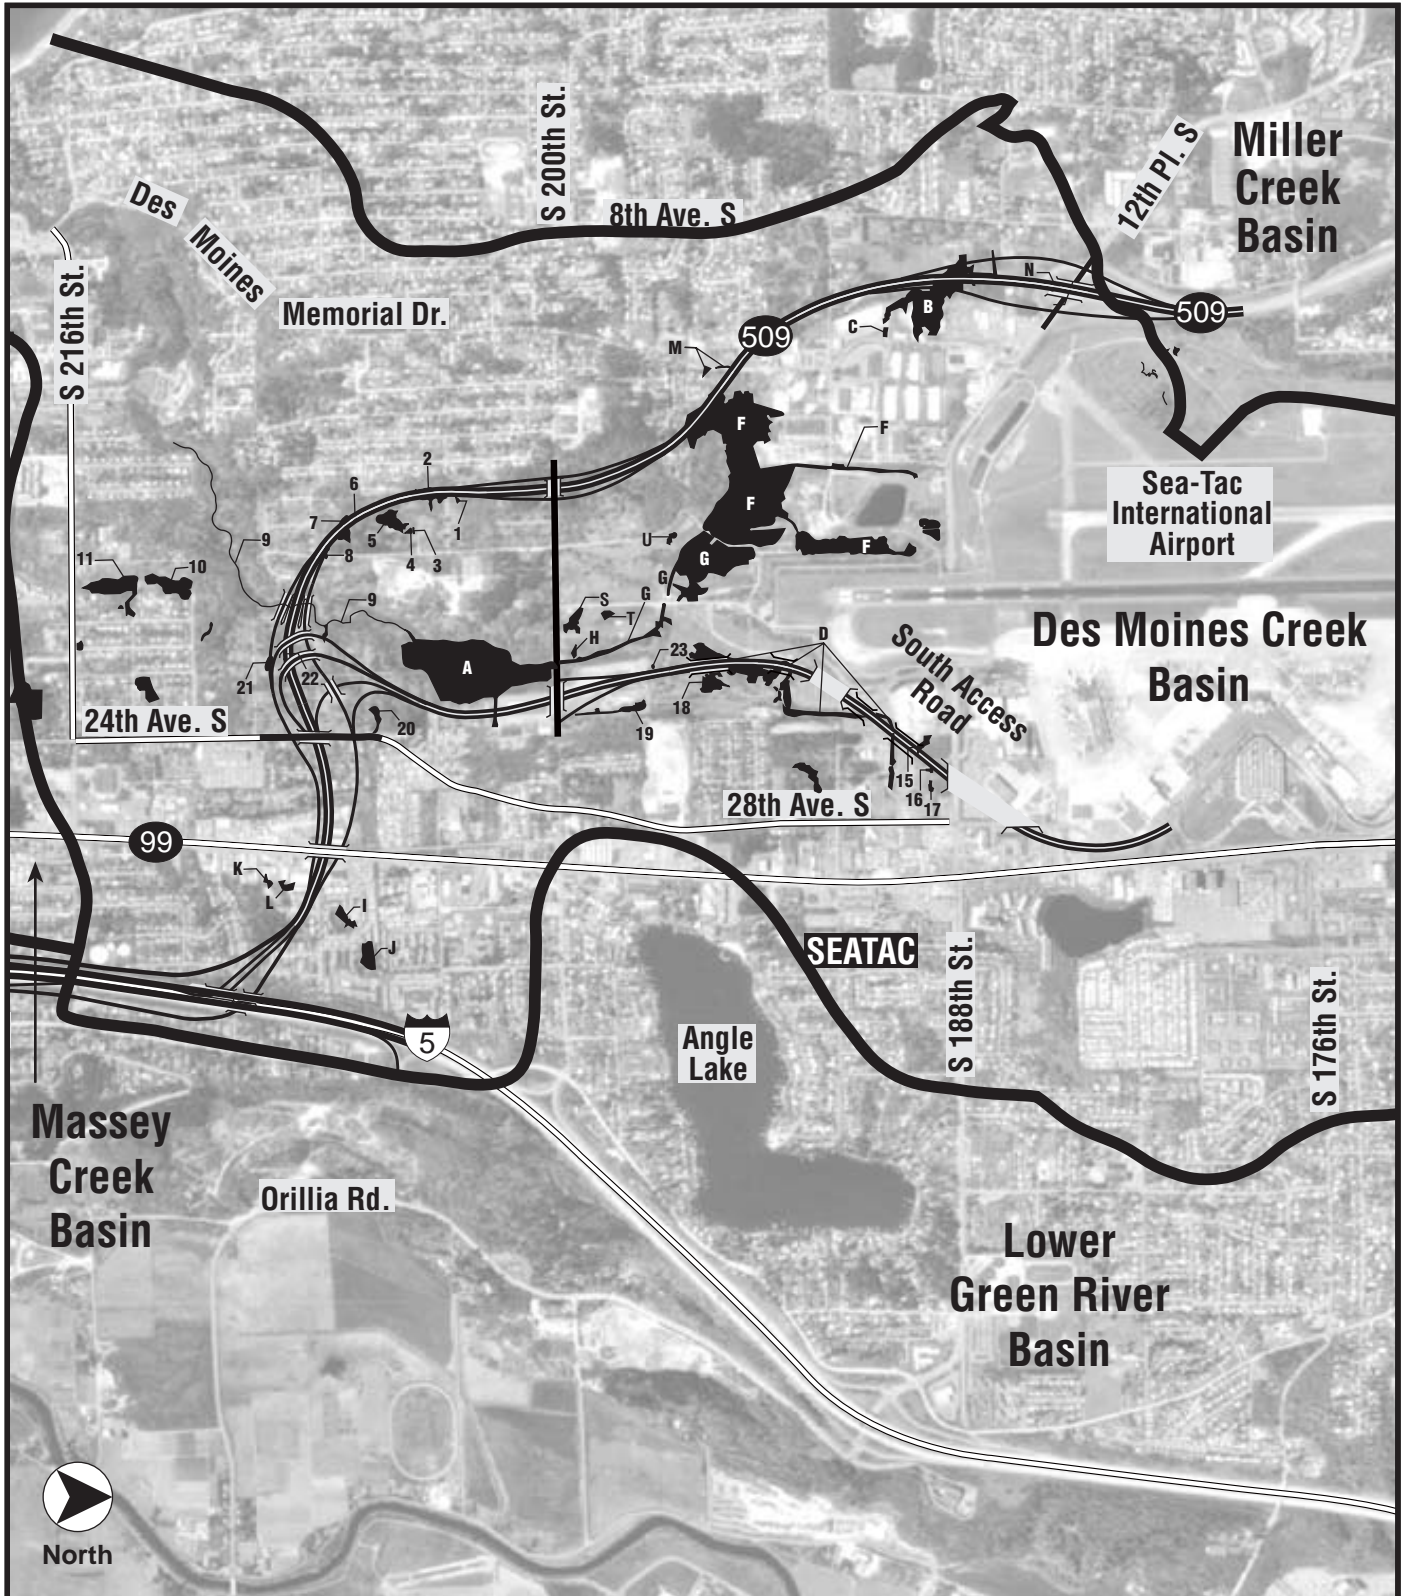 Miller
Creek
Basin
12th Pl. S
S 200th St.
8th Ave. S
Des
Moines
Memorial Dr.
S 216th St.
509
509
N
B
C
M
F
F
F
F
Sea-Tac
International
Airport
2
6
7
5
4
3
1
8
9
9
11
10
U
G
G
G
S
T
H
A
D
23
18
19
20
21
22
24th Ave. S
South Access
Road
Des Moines Creek
Basin
15
16
17
28th Ave. S
99
K
L
I
J
SEATAC
S 188th St.
S 176th St.
5
Angle
Lake
Massey
Creek
Basin
Orillia Rd.
Lower
Green River
Basin
North